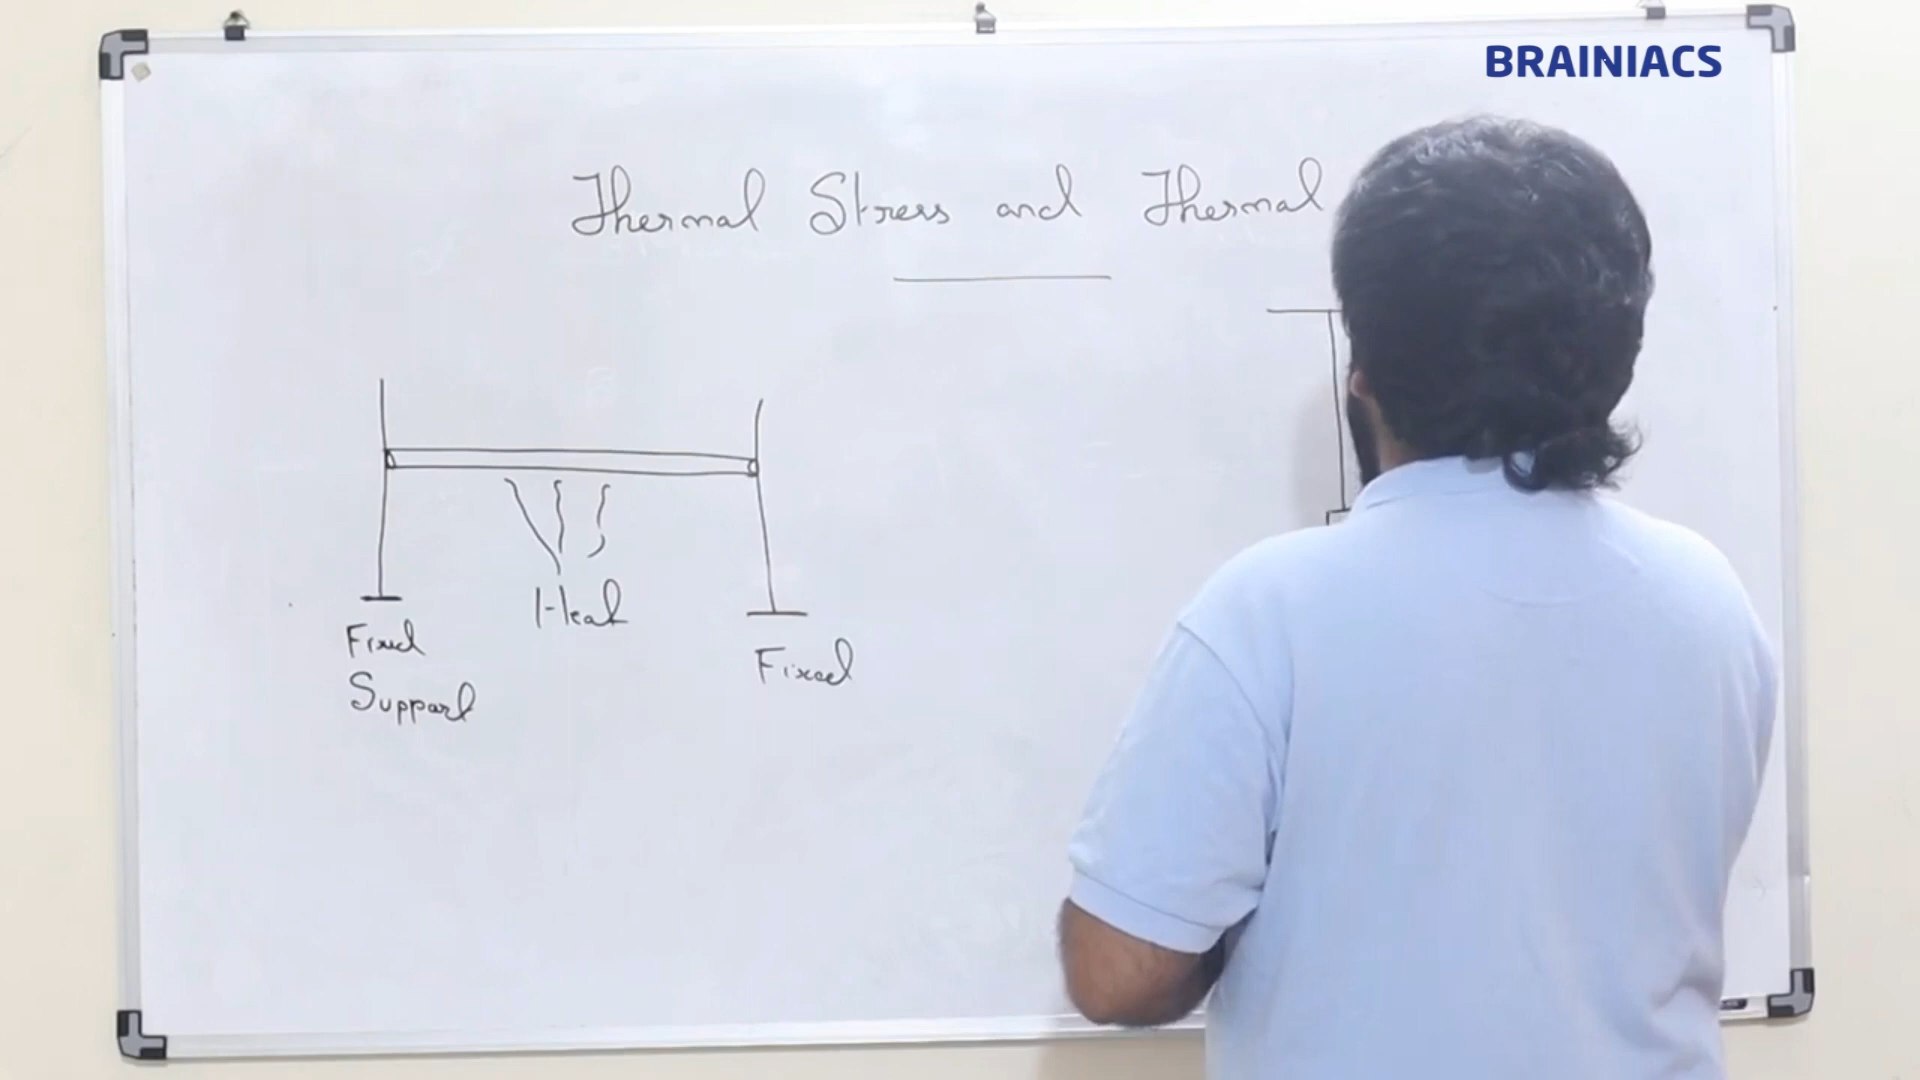 BRAINIACS
Thermal Stress and Thermal
Heat
Fixed
Support
Fixed